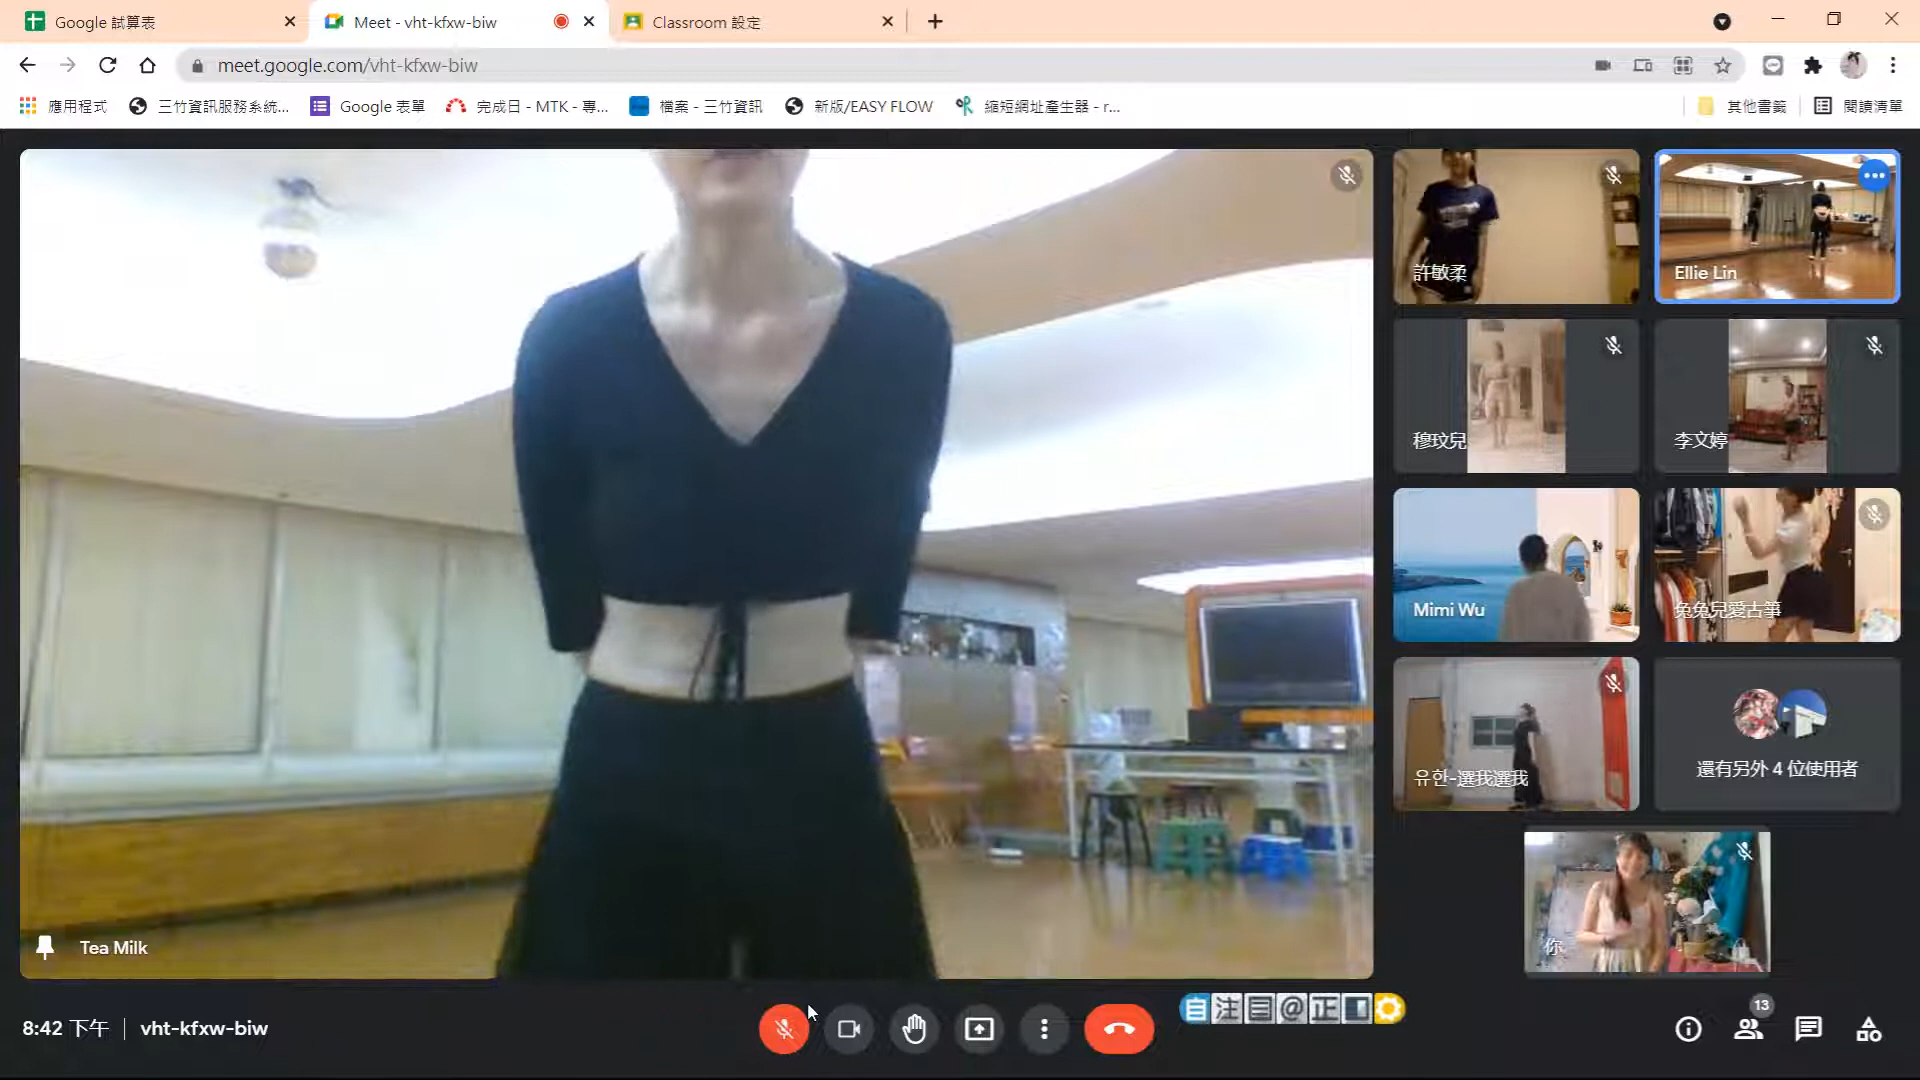 Google 試算表
Meet - vht-kfxw-biw
Classroom 設定
meet.google.com/vht-kfxw-biw
應用程式
三竹資訊服務系統...
Google 表單
完成日 - MTK - 專...
檔案 - 三竹資訊
新版/EASY FLOW
縮短網址產生器 - r...
其他書籤
閱讀清單
許敏柔
Ellie Lin
穆玟兒
李文婷
Mimi Wu
兔兔兒愛古箏
유한-選我選我
還有另外 4 位使用者
你
Tea Milk
8:42 下午
vht-kfxw-biw
注
@
正
13